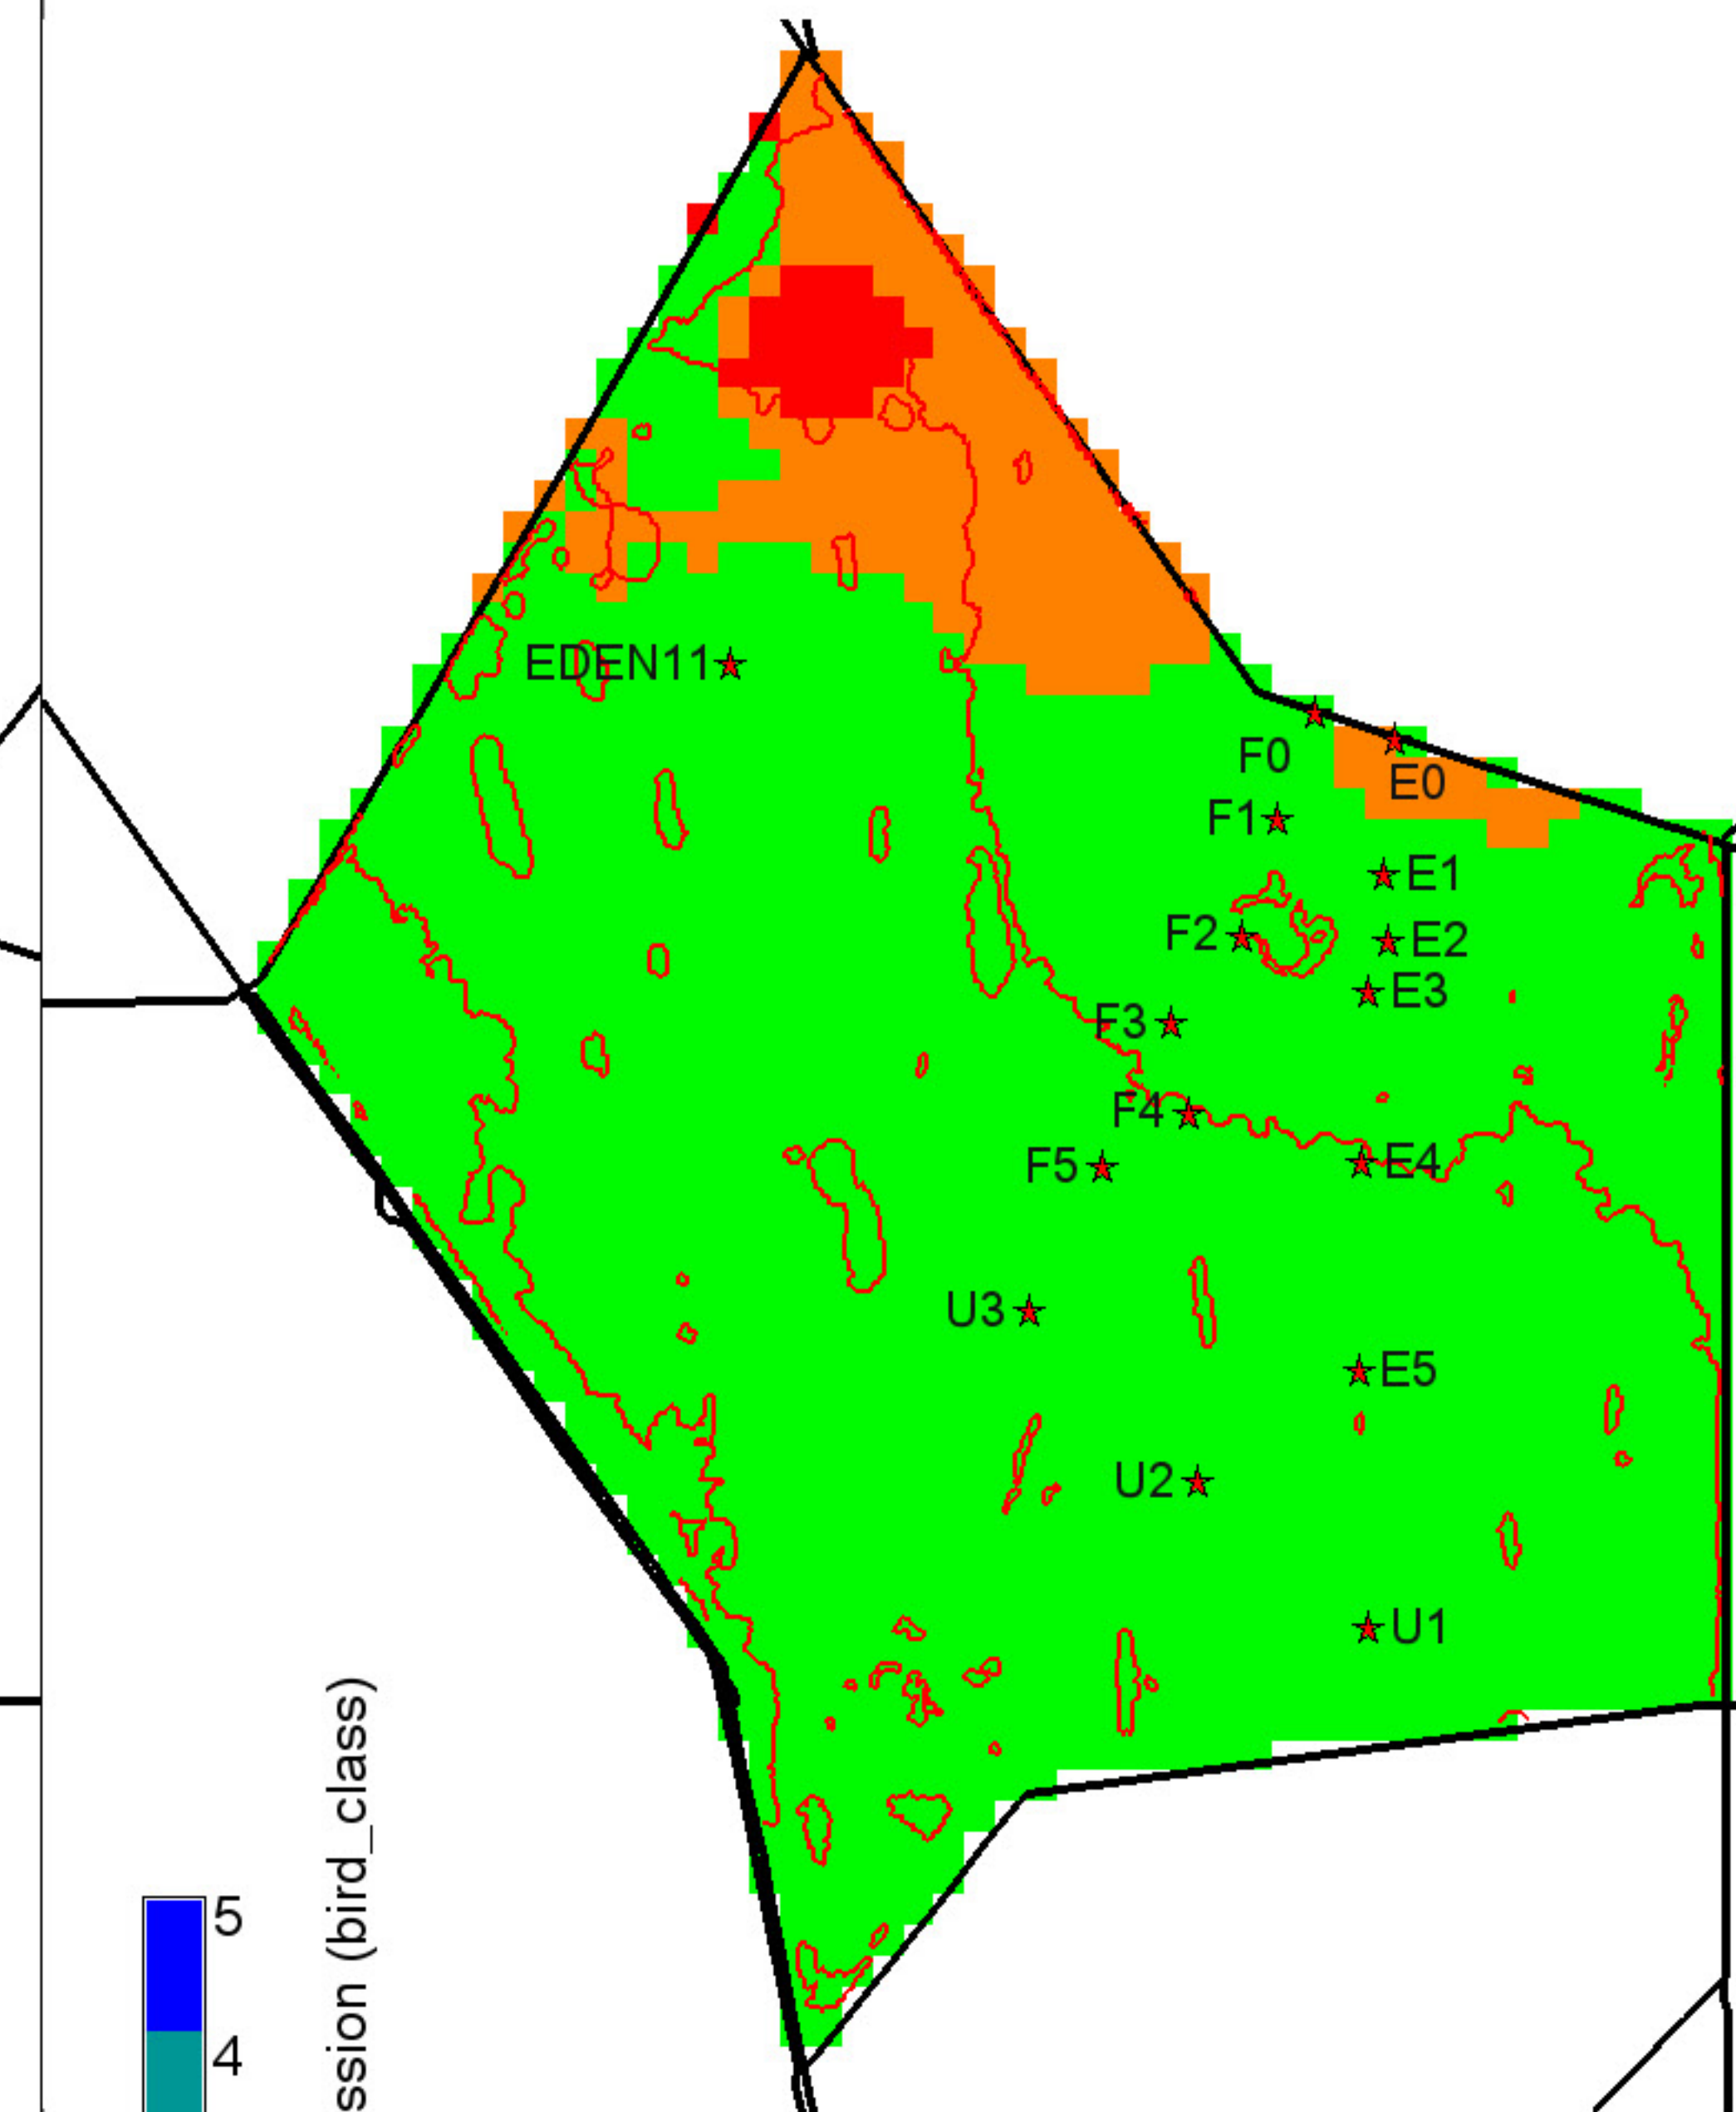 EDEN11
F0
E0
F1
E1
F2
E2
E3
F3
F4
E4
F5
U3
E5
U2
U1
ssion (bird_class)
5
4